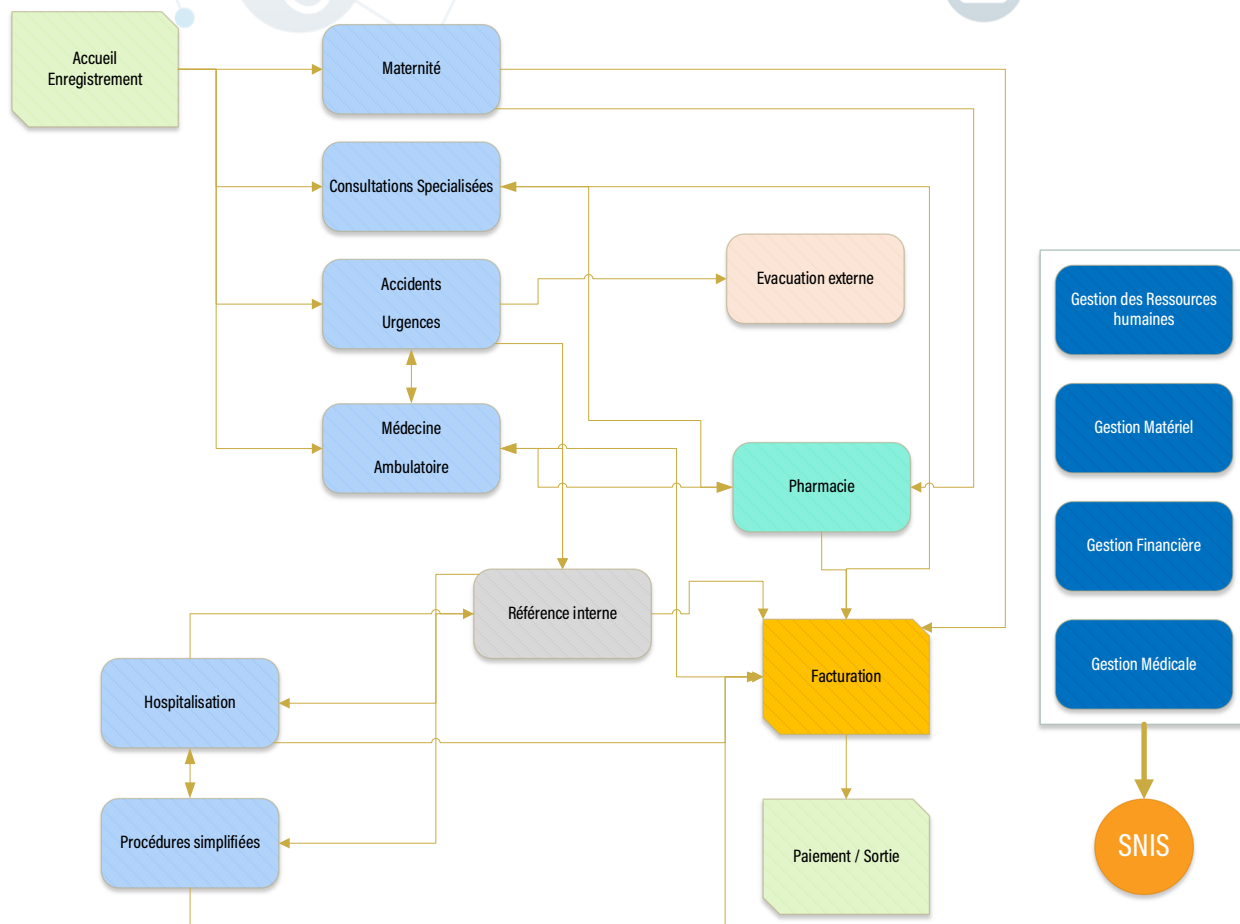 Accueil
Enregistrement
Maternité
Consultations Specialisées
Accidents
Urgences
Evacuation externe
Médecine
Ambulatoire
Pharmacie
Référence interne
Hospitalisation
Facturation
Procédures simplifiées
Paiement / Sortie
Gestion des Ressources
humaines
Gestion Matériel
Gestion Financière
Gestion Médicale
SNIS